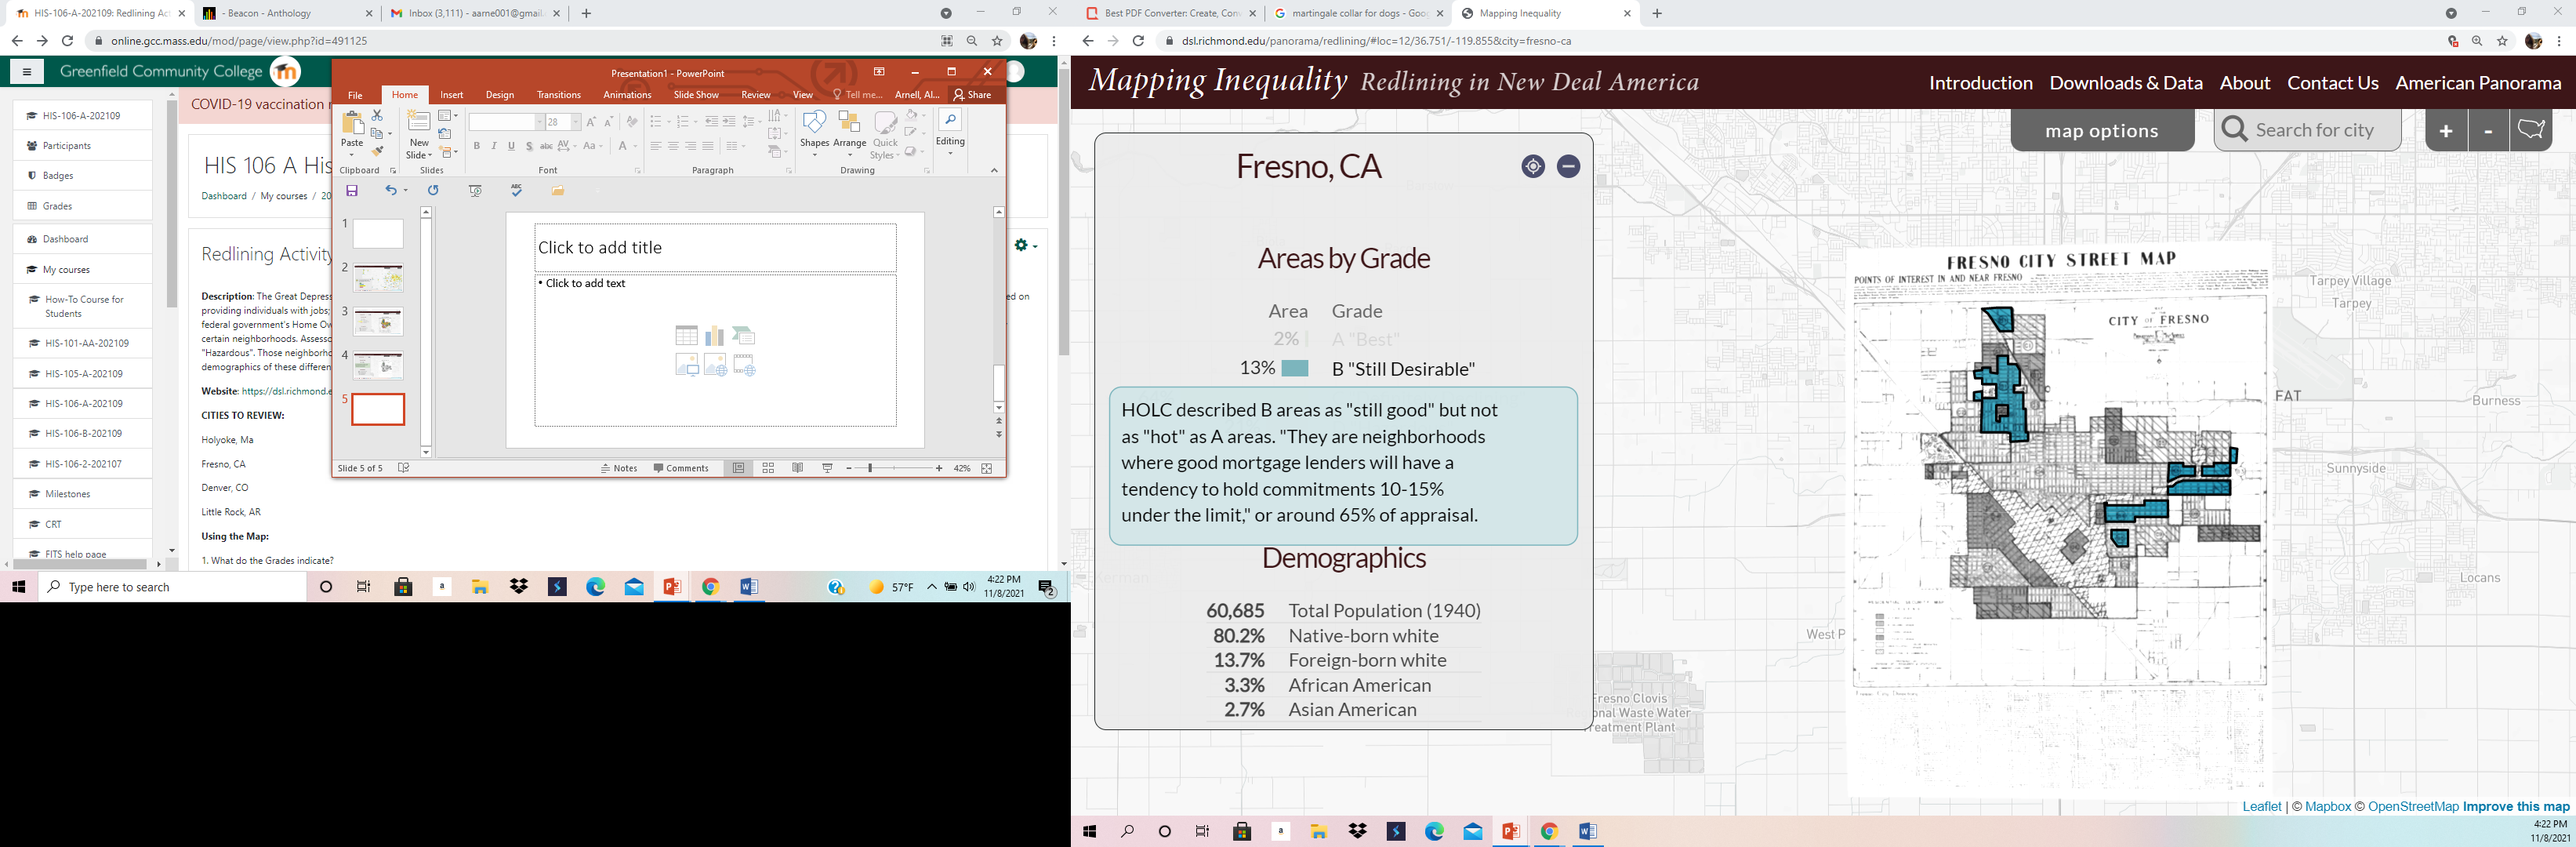 HIS-106-A-202109: Redlining Act
- Beacon - Anthology
Inbox (3,111) - aarne001@gmail.
online.gcc.mass.edu/mod/page/view.php?id=491125
Greenfield Community College
COVID-19 vaccination r
HIS-106-A-202109
Participants
Badges
Grades
Dashboard
My courses
How-To Course for
Students
HIS-101-AA-202109
HIS-105-A-202109
HIS-106-A-202109
HIS-106-B-202109
HIS-106-2-202107
Milestones
CRT
FITS help page
HIS 106 A His
Dashboard / My courses / 20
Redlining Activity
Description: The Great Depress
providing individuals with jobs;
federal government's Home Ow
certain neighborhoods. Assesso
"Hazardous". Those neighborho
demographics of these differen
ed on
Website: https://dsl.richmond.e
CITIES TO REVIEW:
Holyoke, Ma
Fresno, CA
Denver, CO
Little Rock, AR
Using the Map:
1. What do the Grades indicate?
Presentation1 - PowerPoint
File
Home
Insert
Design
Transitions
Animations
Slide Show
Review
View
Tell me...
Arnell, Al...
Share
Paste
New
Slide
28
B I U S abc AV Aa A
Shapes
Arrange
Quick
Styles
Editing
Clipboard
Slides
Font
Paragraph
Drawing
1
2
3
4
5
Click to add title
• Click to add text
Slide 5 of 5
Notes
Comments
42%
Type here to search
57°F
4:22 PM
11/8/2021
2
Best PDF Converter: Create, Con
martingale collar for dogs - Goo
Mapping Inequality
dsl.richmond.edu/panorama/redlining/#loc=12/36.751/-119.855&city=fresno-ca
Mapping Inequality Redlining in New Deal America
Introduction
Downloads & Data
About
Contact Us
American Panorama
map options
Search for city
+
-
Fresno, CA
Areas by Grade
Area Grade
2% A "Best"
13% B "Still Desirable"
HOLC described B areas as "still good" but not
as "hot" as A areas. "They are neighborhoods
where good mortgage lenders will have a
tendency to hold commitments 10-15%
under the limit," or around 65% of appraisal.
Demographics
60,685 Total Population (1940)
80.2% Native-born white
13.7% Foreign-born white
3.3% African American
2.7% Asian American
FRESNO CITY STREET MAP
POINTS OF INTEREST IN AND NEAR FRESNO
CITY OF FRESNO
Tarpey Village
Tarpey
FAT
Burness
Sunnyside
Locans
West P
Kerman
Fresno Clovis
onal Waste Water
Treatment Plant
Leaflet | © Mapbox © OpenStreetMap Improve this map
4:22 PM
11/8/2021